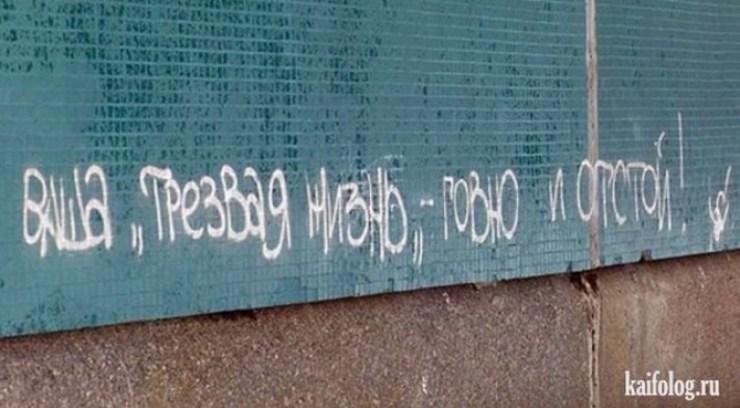 ваша „трезвая жизнь„ - говно и отстой!
kaifolog.ru